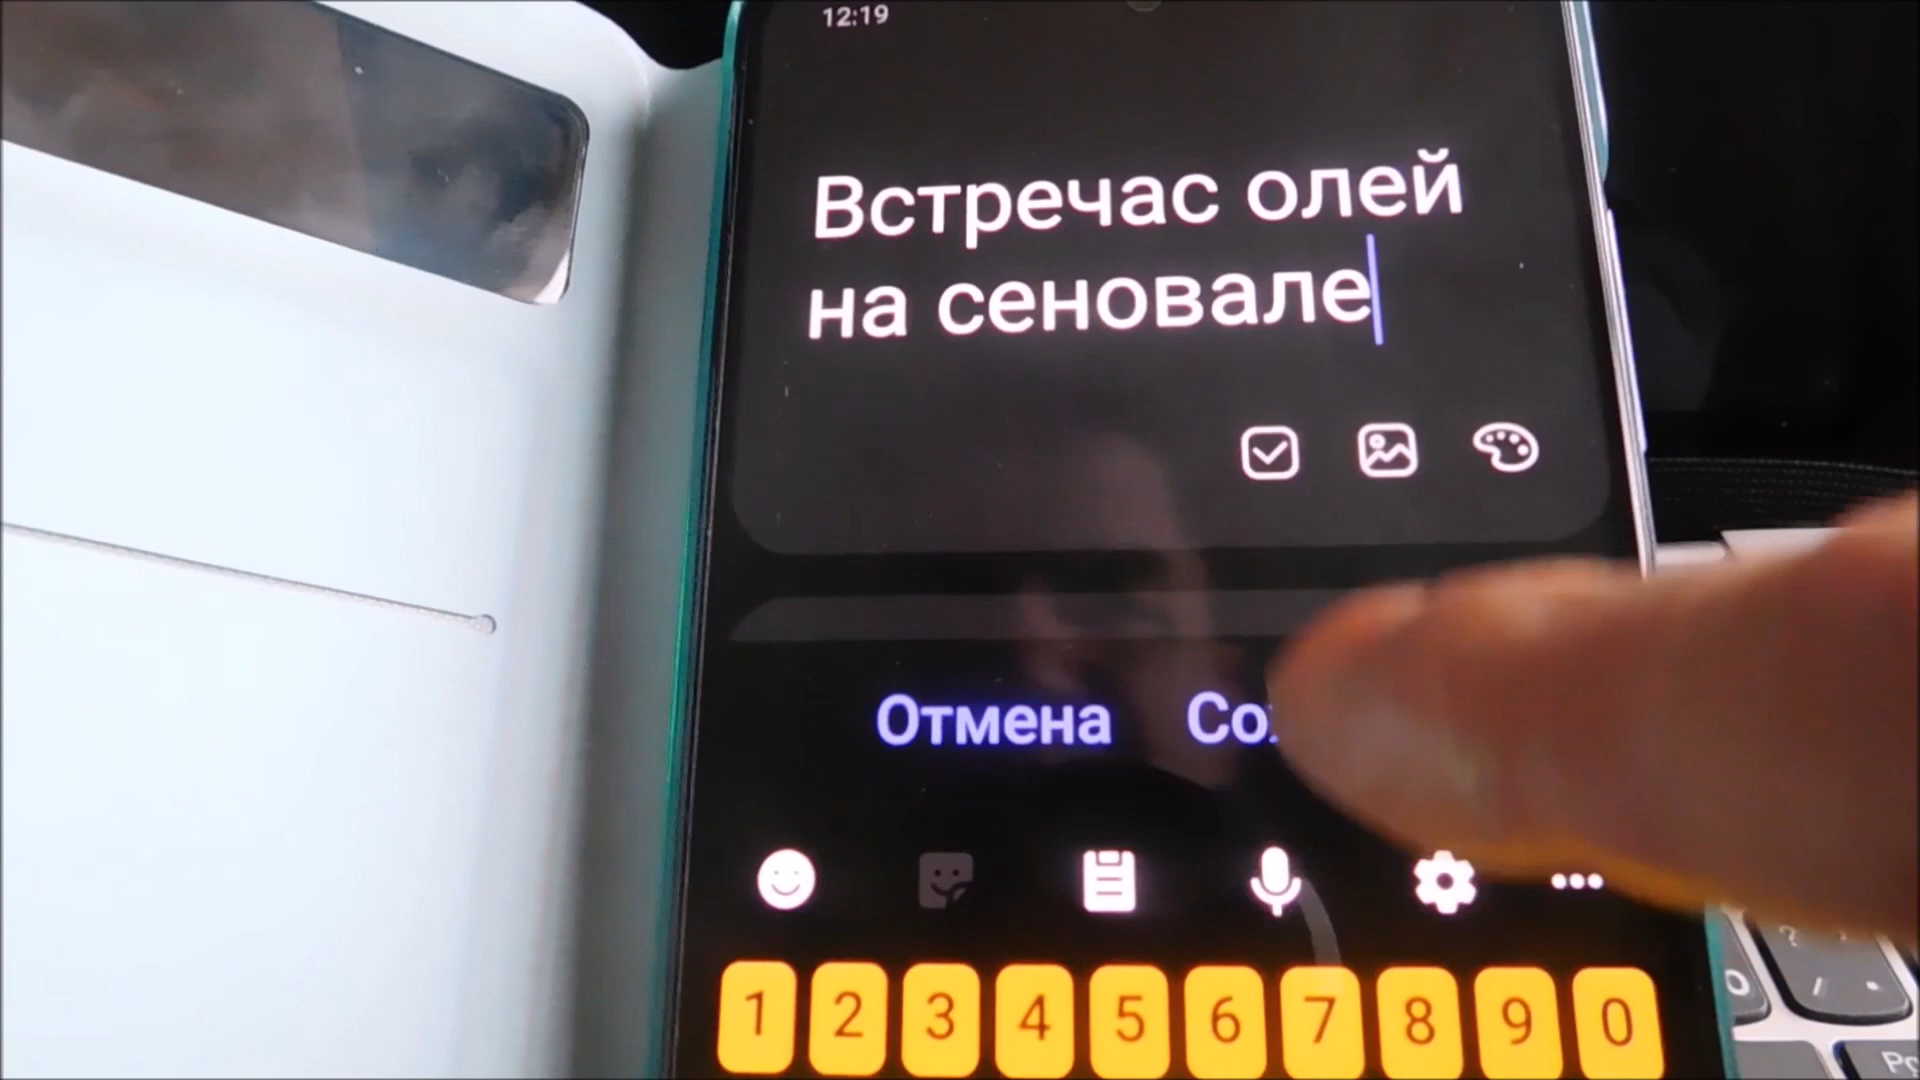 12:19
Встречас олей
на сеновале
Отмена
1 2 3 4 5 6 7 8 9 0